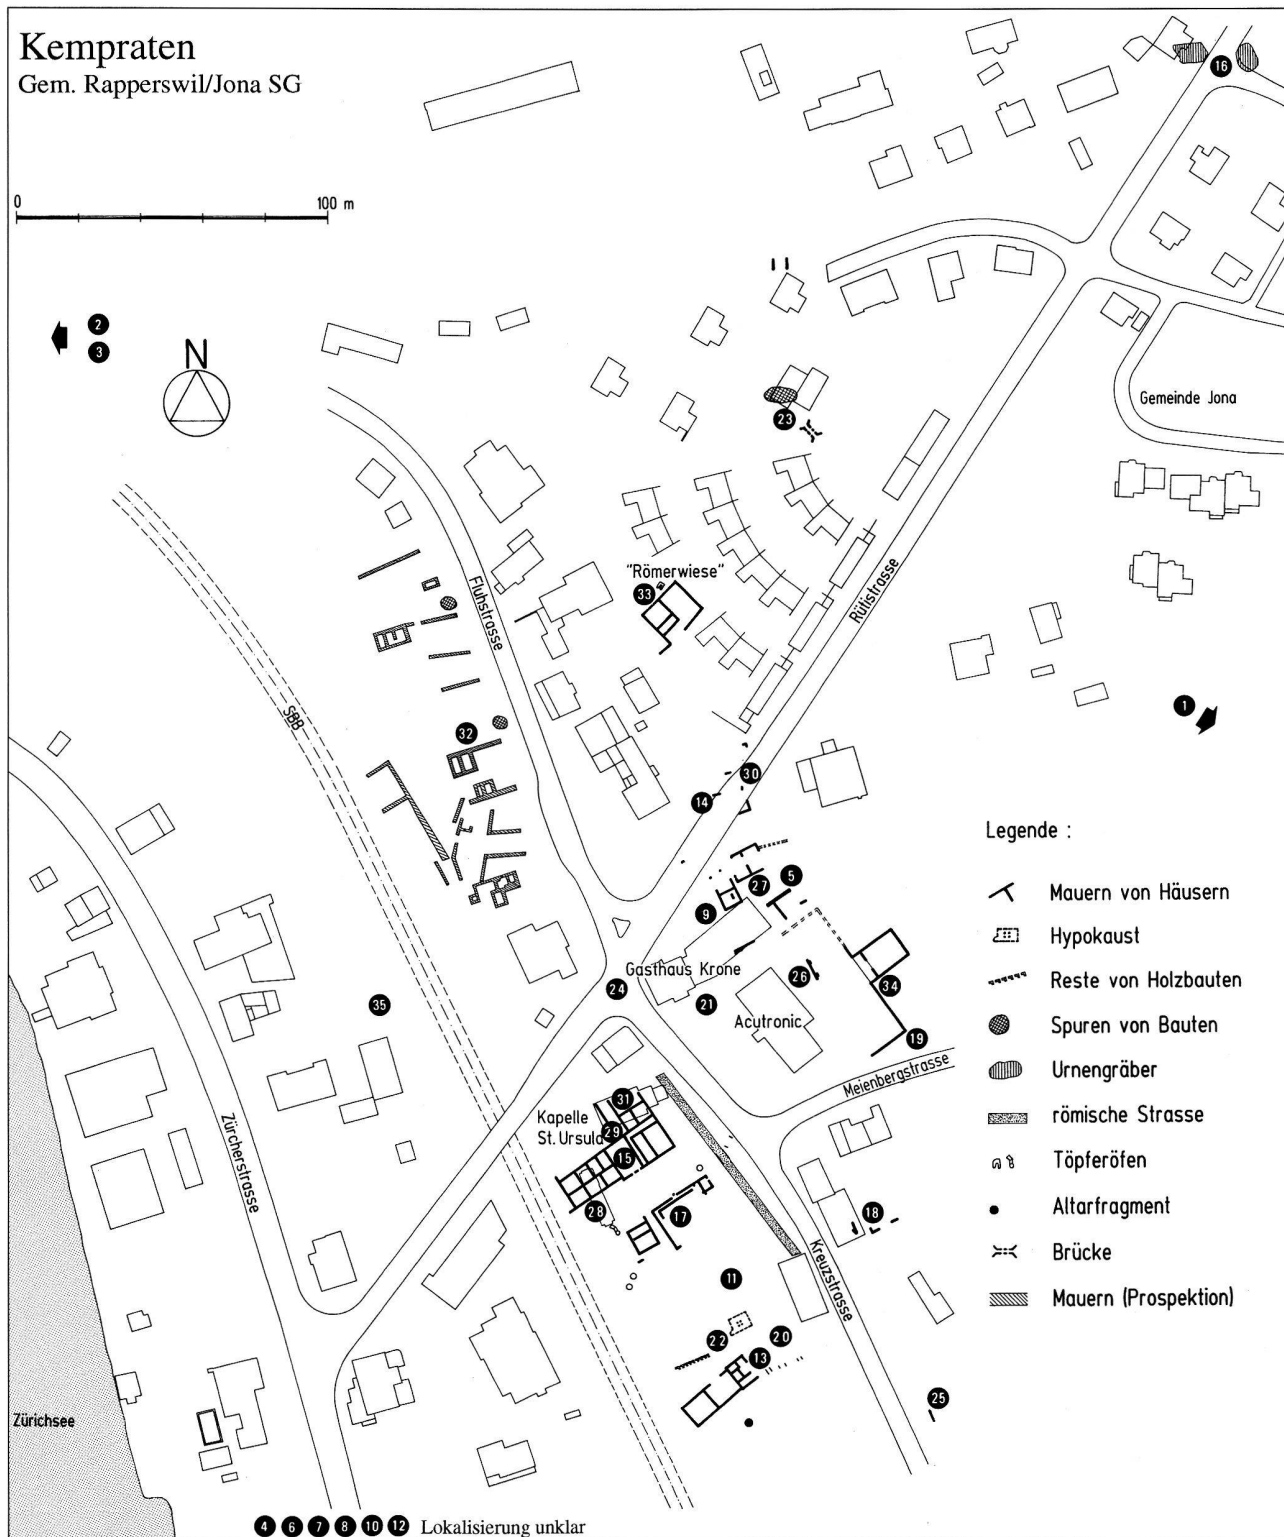 Kempraten
Gem. Rapperswil/Jona SG
16
0 100 m
2
3
N
Gemeinde Jona
23
"Römerwiese"
33
Fluhstrasse
Rütistrasse
SBB
1
32
30
14
Legende :
27
5
9
Mauern von Häusern
Hypokaust
Gasthaus Krone
26
24
34
Reste von Holzbauten
21
35
Acutronic
Spuren von Bauten
19
Meienbergstrasse
Urnengräber
31
Kapelle
St. Ursula
29
römische Strasse
15
Zürcherstrasse
Töpferöfen
28
17
18
Altarfragment
Kreuzstrasse
Brücke
11
Mauern (Prospektion)
22
20
13
25
Zürichsee
4 6 7 8 10 12 Lokalisierung unklar